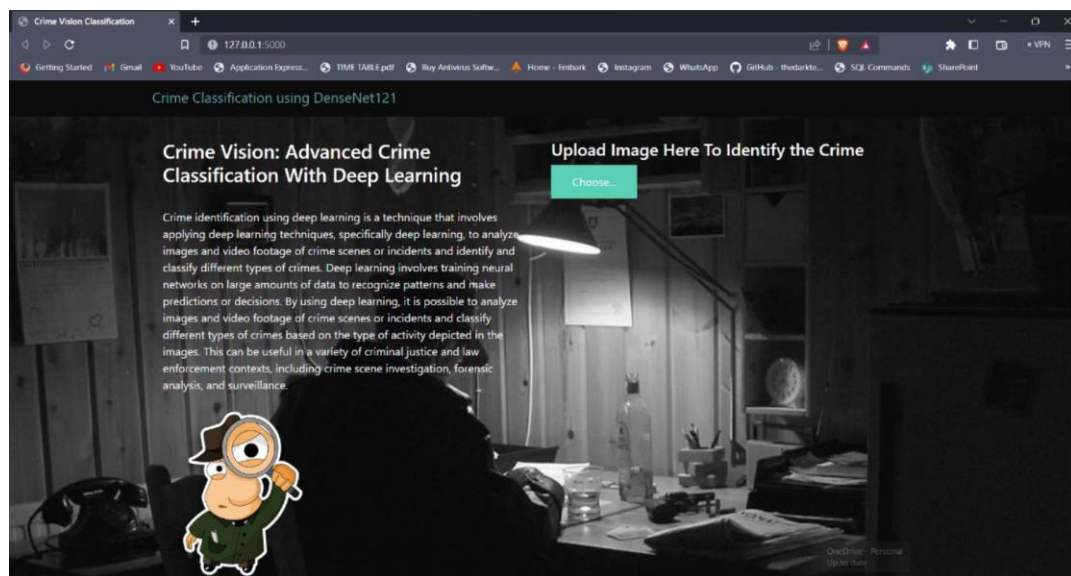 Crime Vision Classification
127.0.0.1:5000
VPN
Getting Started Gmail YouTube Application Express... TIME TABLE.pdf Buy Antivirus Softw... Home - Embark Instagram WhatsApp GitHub - thedarkte... SQL Commands SharePoint
Crime Classification using DenseNet121
Crime Vision: Advanced Crime
Classification With Deep Learning
Crime identification using deep learning is a technique that involves
applying deep learning techniques, specifically deep learning, to analyze
images and video footage of crime scenes or incidents and identify and
classify different types of crimes. Deep learning involves training neural
networks on large amounts of data to recognize patterns and make
predictions or decisions. By using deep learning, it is possible to analyze
images and video footage of crime scenes or incidents and classify
different types of crimes based on the type of activity depicted in the
images. This can be useful in a variety of criminal justice and law
enforcement contexts, including crime scene investigation, forensic
analysis, and surveillance.
Upload Image Here To Identify the Crime
Choose...
OneDrive - Personal
Up to date